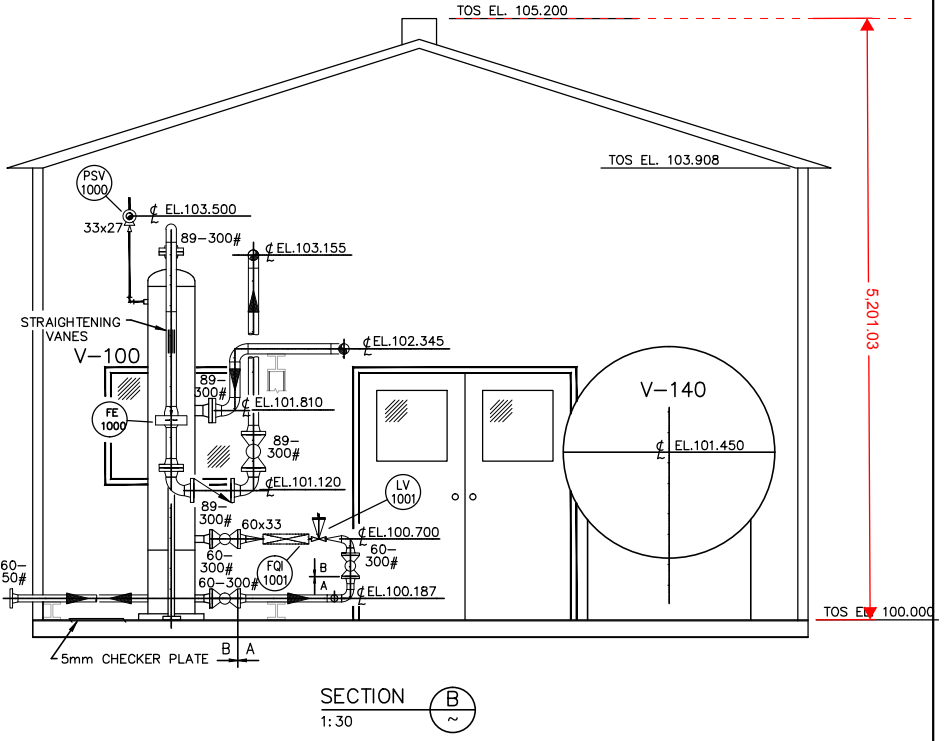 TOS EL. 105.200
TOS EL. 103.908
PSV
1000
℄ EL.103.500
33x27
89-300#
℄ EL.103.155
5,201.03
STRAIGHTENING
VANES
V-100
℄ EL.102.345
89-
300#
V-140
℄ EL.101.810
FE
1000
89-
300#
℄ EL.101.450
℄ EL.101.120
LV
1001
89-
300#
60x33
℄ EL.100.700
60-
300#
60-
300#
FQI
1001
B
A
60-
50#
60-300#
℄ EL.100.187
TOS EL. 100.000
5mm CHECKER PLATE
B A
SECTION
B
1:30
~